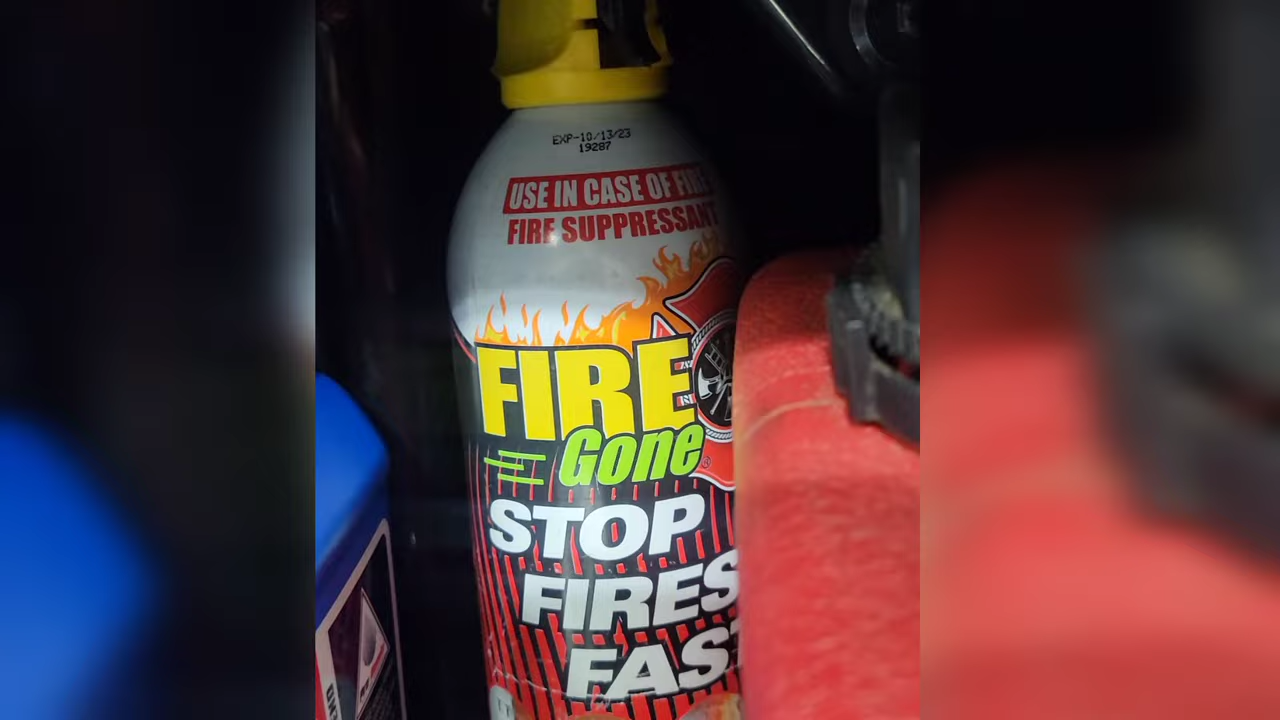 EXP-10/13/23
19287
USE IN CASE OF FIRE
FIRE SUPPRESSANT
FIRE
Gone
STOP
FIRES
FAST